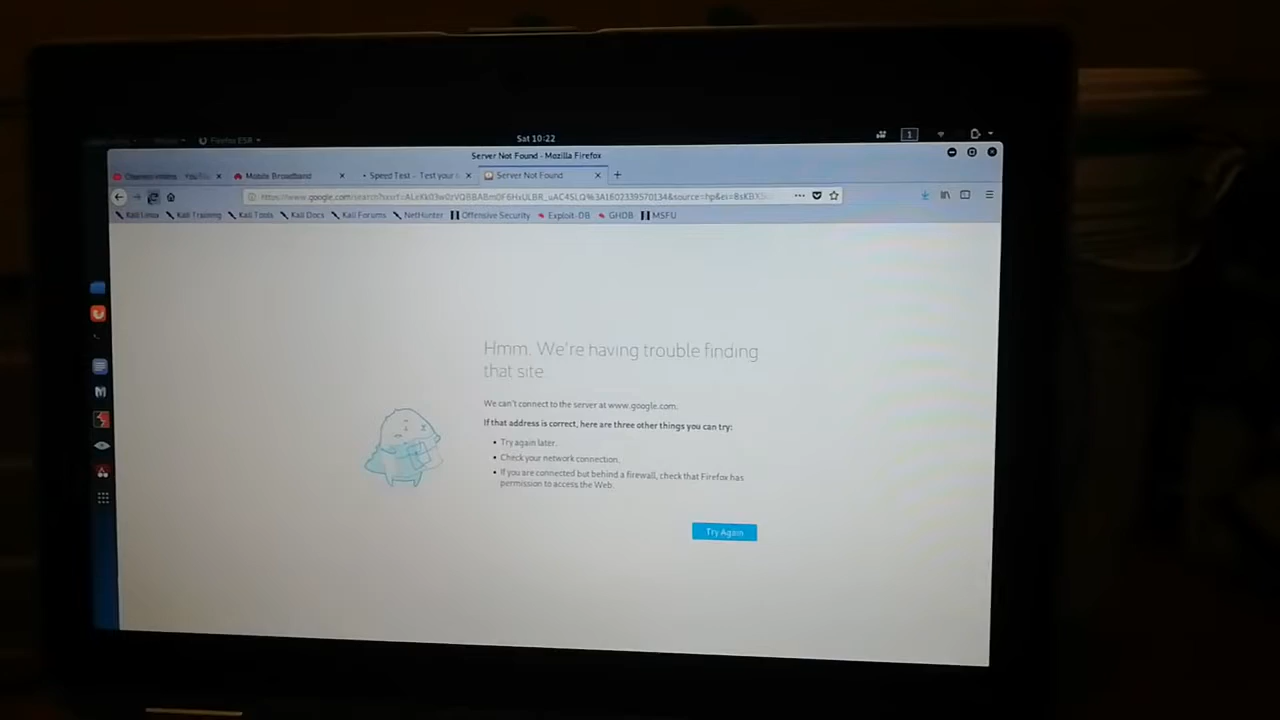 Firefox ESR
Sat 10:22
1
Server Not Found - Mozilla Firefox
Mobile Broadband
Speed Test - Test your
Server Not Found
Kali Linux Kali Training Kali Tools Kali Docs Kali Forums NetHunter Offensive Security Exploit-DB GHDB MSFU
Hmm. We're having trouble finding
that site.
We can't connect to the server at www.google.com.
If that address is correct, here are three other things you can try:
Try again later.
Check your network connection.
If you are connected but behind a firewall, check that Firefox has
permission to access the Web.
Try Again